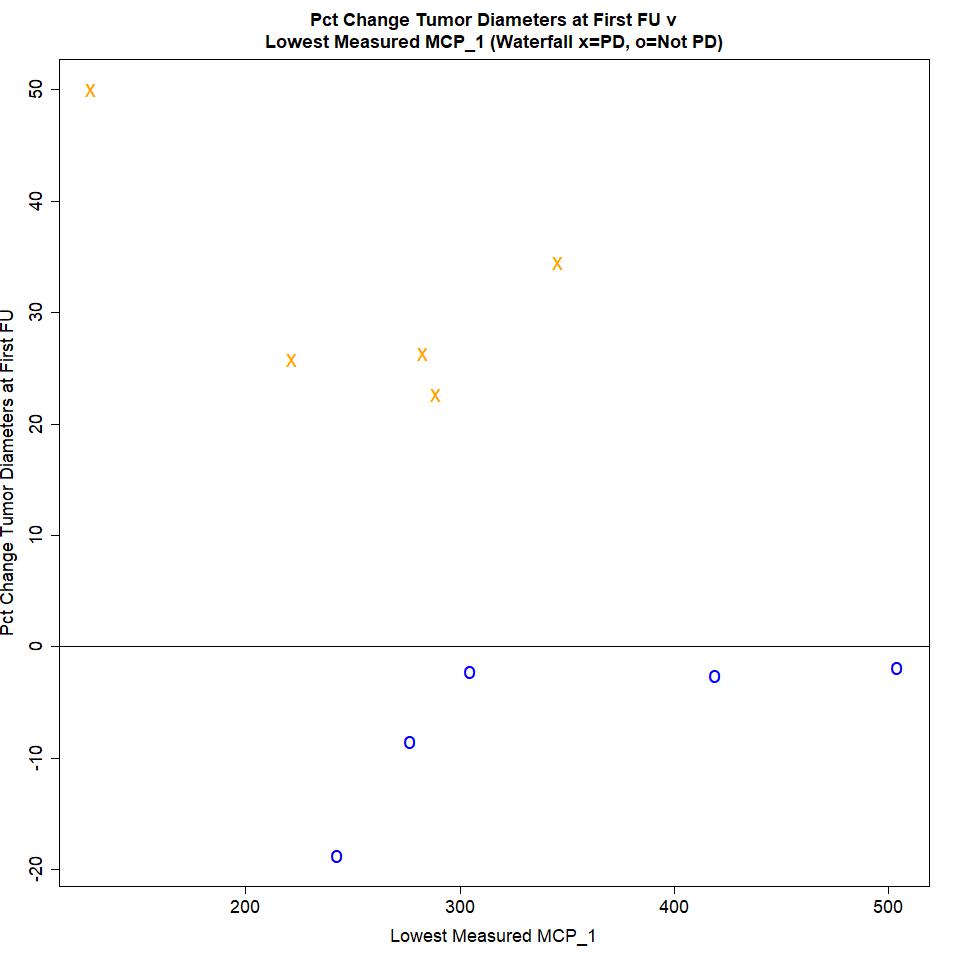 Pct Change Tumor Diameters at First FU v
Lowest Measured MCP_1 (Waterfall x=PD, o=Not PD)
Pct Change Tumor Diameters at First FU
50
40
30
20
10
0
-10
-20
X
X
X
X
X
O
O
O
O
O
200
300
400
500
Lowest Measured MCP_1